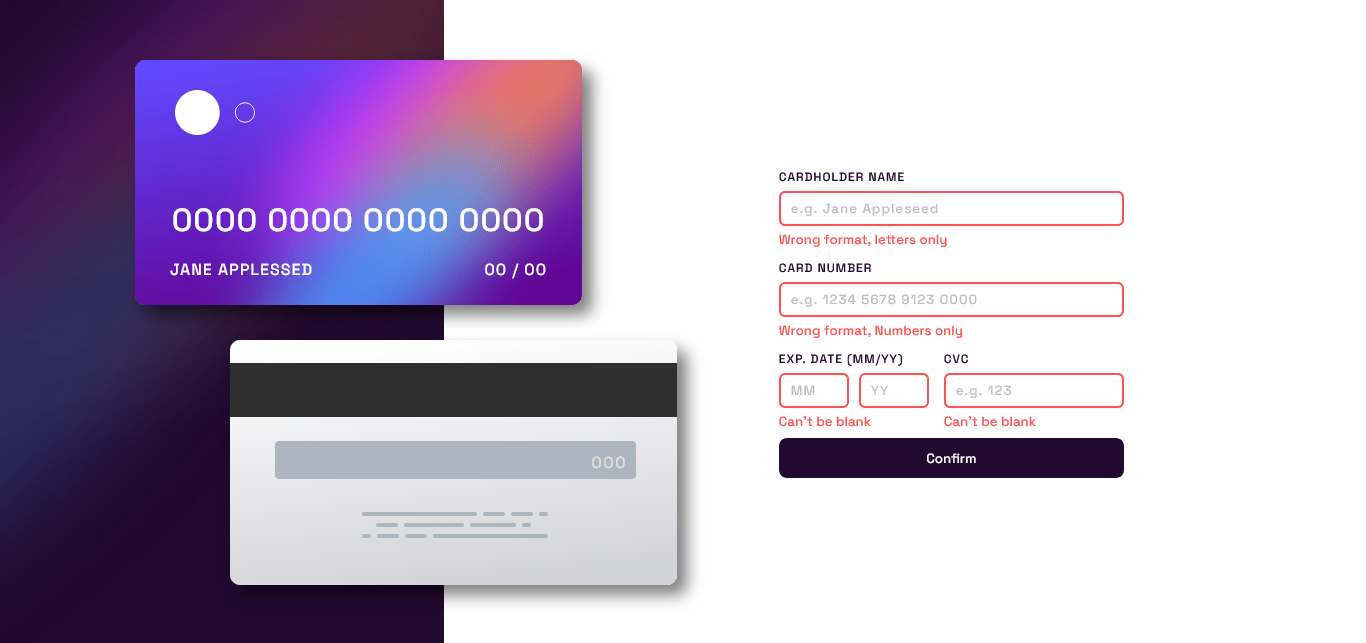 0000 0000 0000 0000
JANE APPLESSED
00 / 00
000
CARDHOLDER NAME
e.g. Jane Appleseed
Wrong format, letters only
CARD NUMBER
e.g. 1234 5678 9123 0000
Wrong format, Numbers only
EXP. DATE (MM/YY)
CVC
MM
YY
e.g. 123
Can't be blank
Can't be blank
Confirm